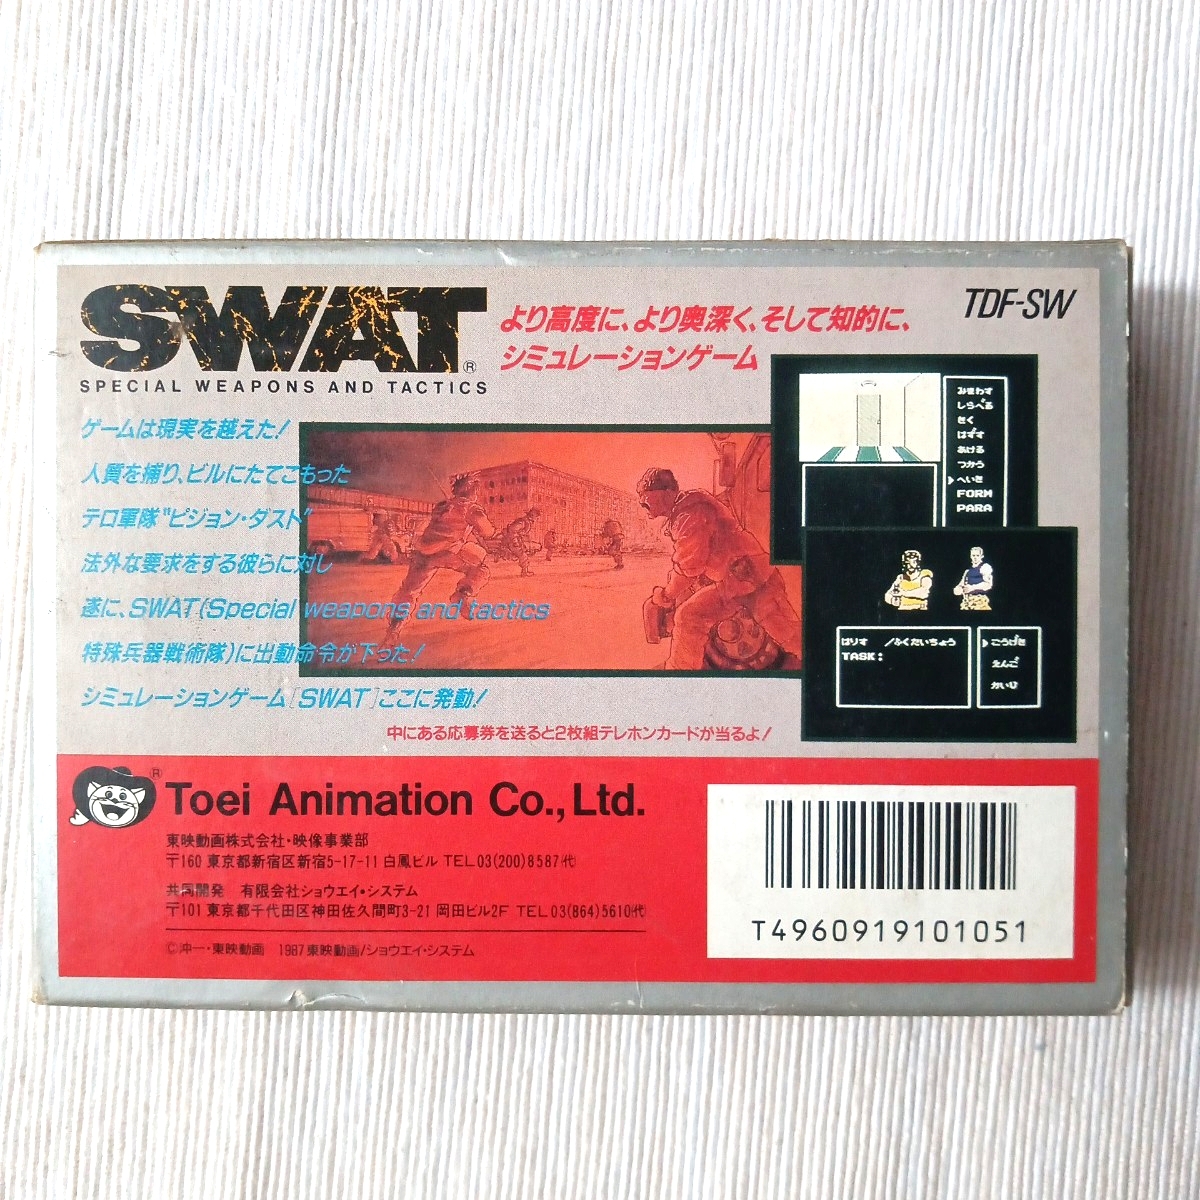 SWAT®
SPECIAL WEAPONS AND TACTICS
より高度に、より奥深く、そして知的に、
シミュレーションゲーム
TDF-SW
ゲームは現実を越えた!
人質を捕り、ビルにたてこもった
テロ軍隊"ピジョン・ダスト"
法外な要求をする彼らに対し
遂に、SWAT(Special weapons and tactics
特殊兵器戦術隊)に出動命令が下った!
シミュレーションゲーム[SWAT]ここに発動!
みまわす
しらべる
きく
はずす
あける
つかう
へいき
FORM
PARA
はりす /ふくたいちょう
TASK:
こうげき
えんご
かいひ
中にある応募券を送ると2枚組テレホンカードが当るよ!
® Toei Animation Co.,Ltd.
東映動画株式会社・映像事業部
〒160 東京都新宿区新宿5-17-11 白鳳ビル TEL 03(200)8587㈹
共同開発 有限会社ショウエイ・システム
〒101 東京都千代田区神田佐久間町3-21 岡田ビル2F TEL 03(864)5610㈹
©沖一・東映動画 1987 東映動画/ショウエイ・システム
T4960919101051